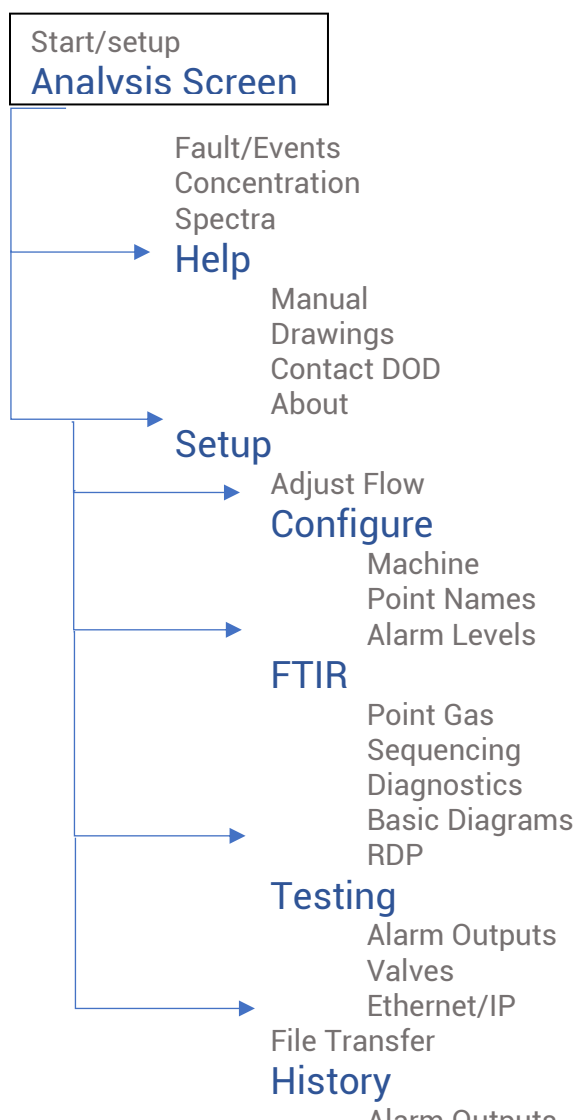 Start/setup
Analysis Screen
Fault/Events
Concentration
Spectra
Help
Manual
Drawings
Contact DOD
About
Setup
Adjust Flow
Configure
Machine
Point Names
Alarm Levels
FTIR
Point Gas
Sequencing
Diagnostics
Basic Diagrams
RDP
Testing
Alarm Outputs
Valves
Ethernet/IP
File Transfer
History
Alarm Outputs